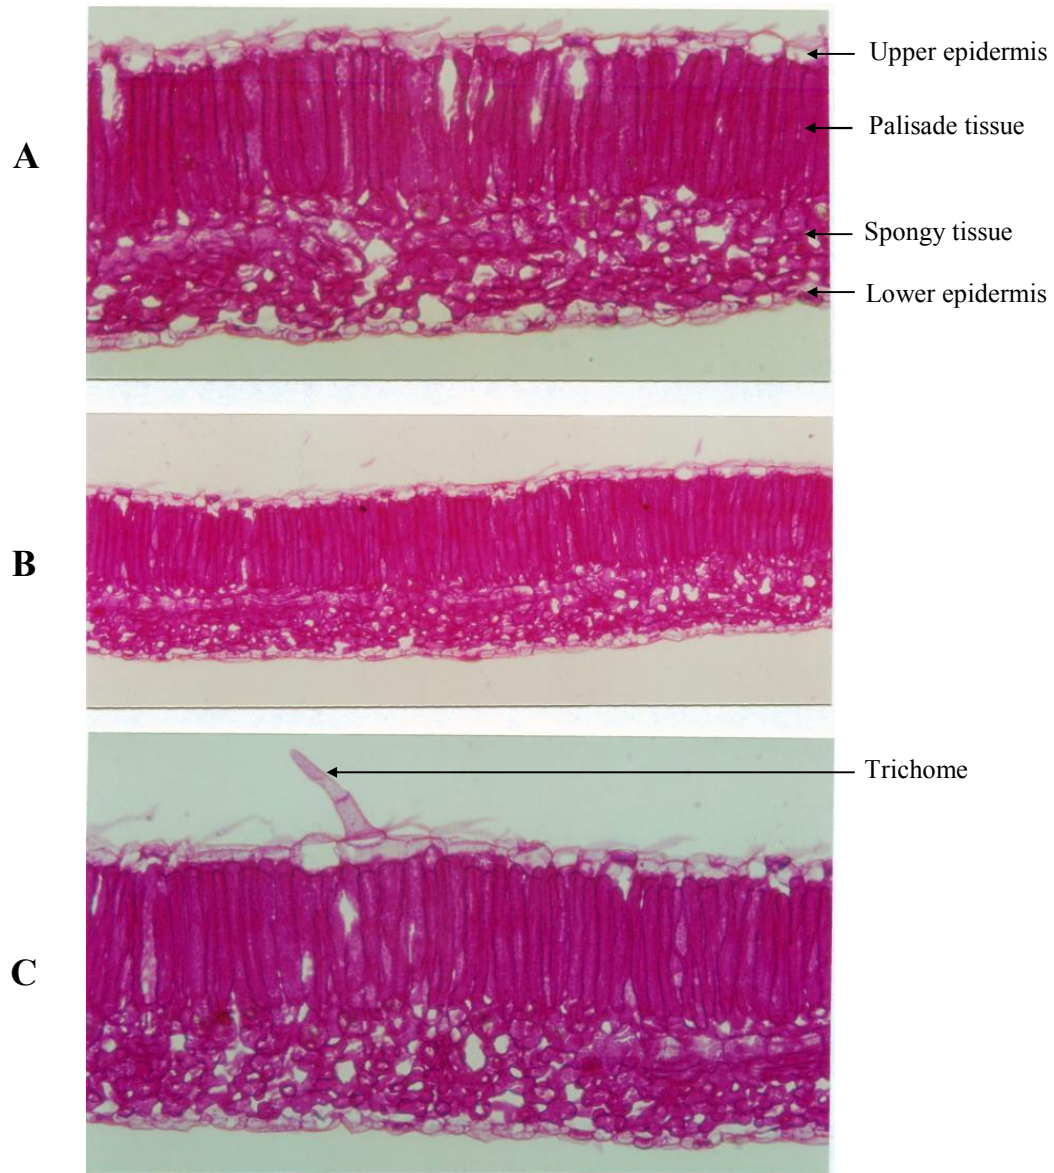 Upper epidermis
A
Palisade tissue
Spongy tissue
Lower epidermis
B
Trichome
C